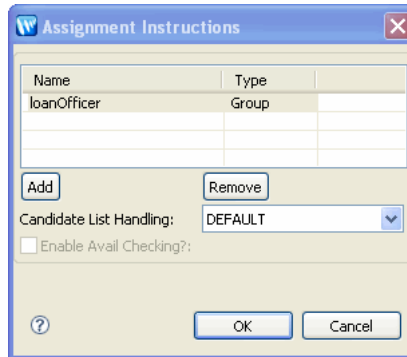 Assignment Instructions
Name Type
loanOfficer Group
Add Remove
Candidate List Handling: DEFAULT
Enable Avail Checking?:
? OK Cancel